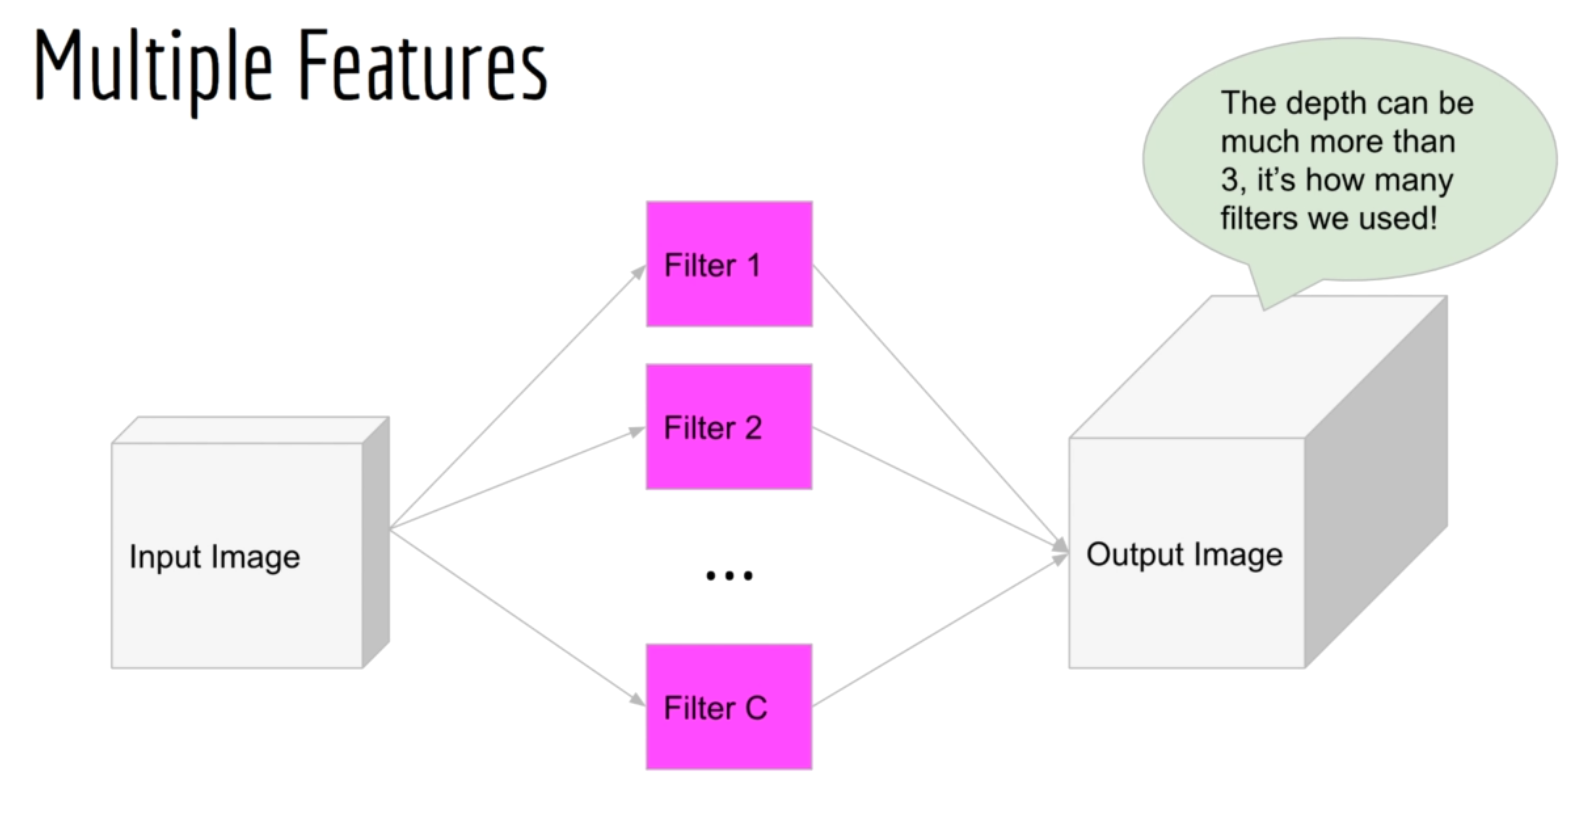 Multiple Features
The depth can be
much more than
3, it’s how many
filters we used!
Filter 1
Filter 2
Input Image
...
Output Image
Filter C